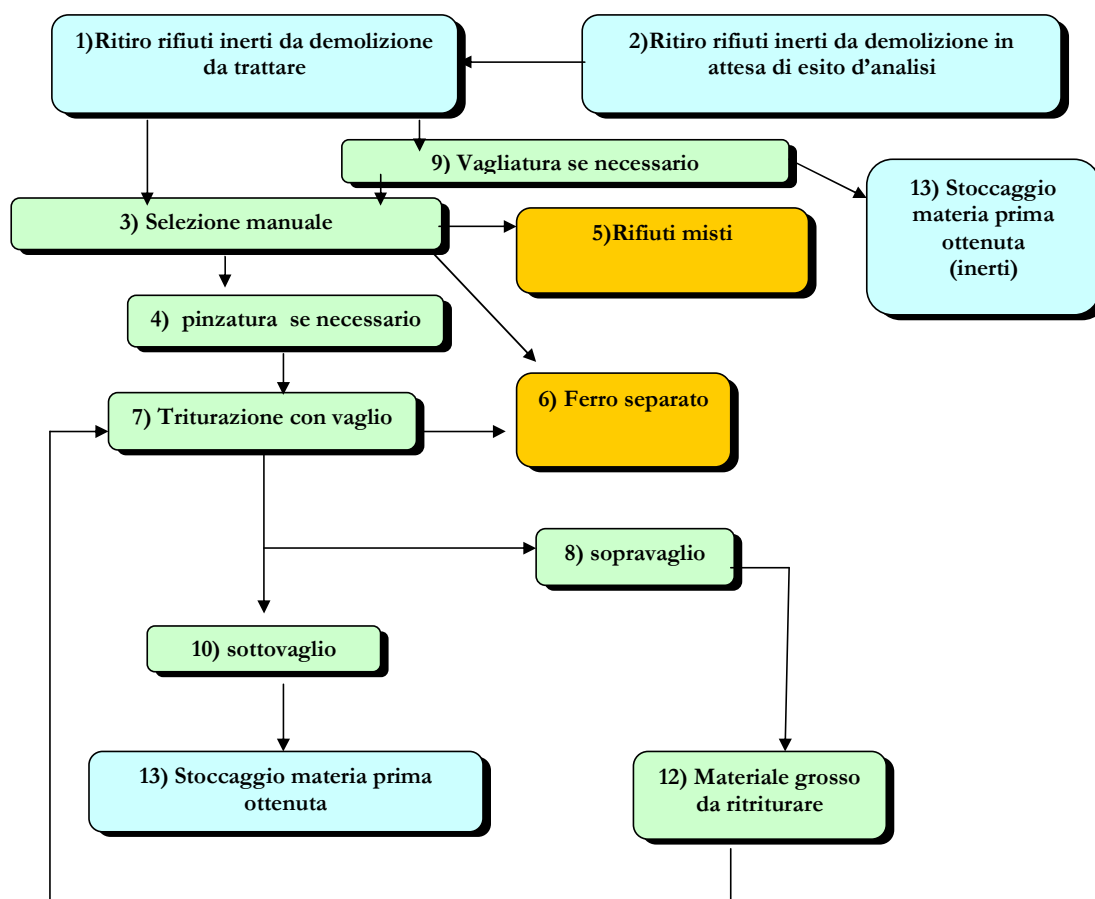 1)Ritiro rifiuti inerti da demolizione
da trattare
2)Ritiro rifiuti inerti da demolizione in
attesa di esito d'analisi
9) Vagliatura se necessario
13) Stoccaggio
materia prima
ottenuta
(inerti)
3) Selezione manuale
5)Rifiuti misti
4) pinzatura se necessario
6) Ferro separato
7) Triturazione con vaglio
8) sopravaglio
10) sottovaglio
13) Stoccaggio materia prima
ottenuta
12) Materiale grosso
da ritriturare